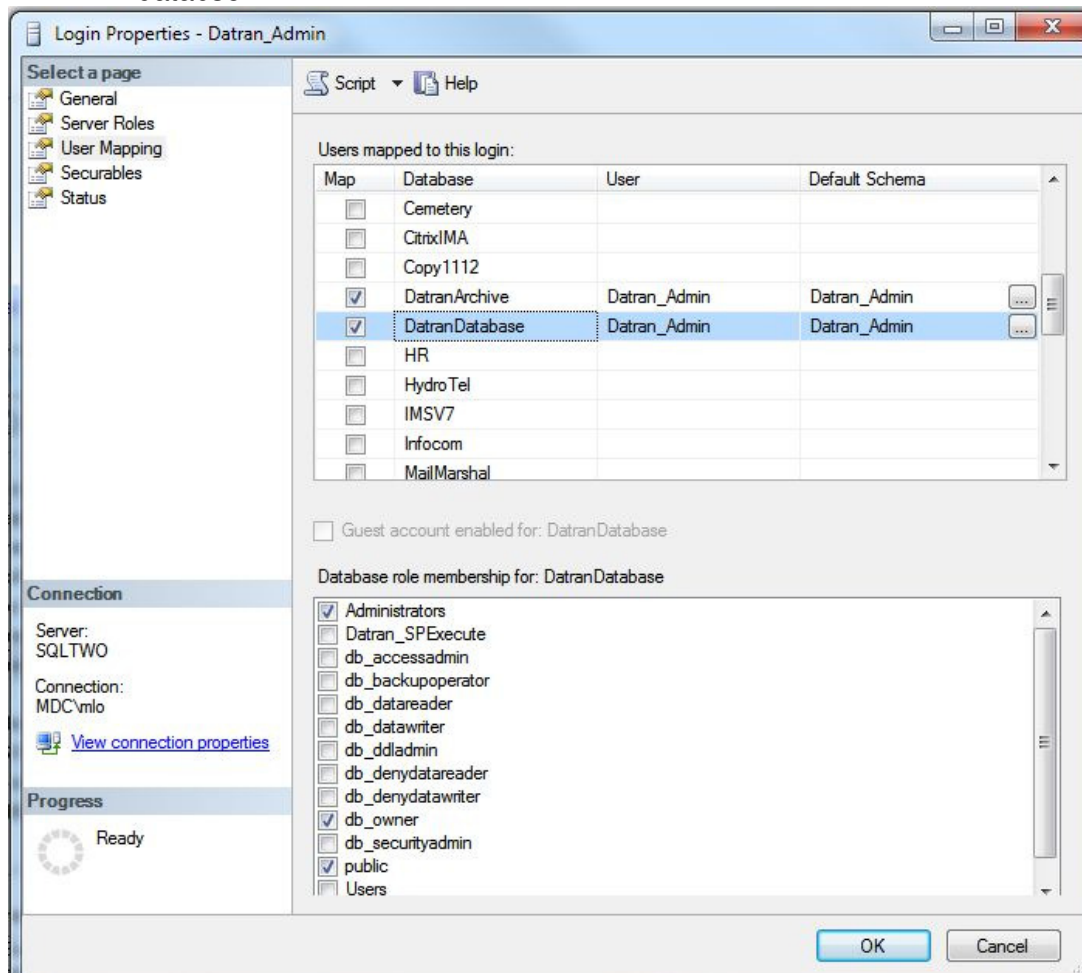 Login Properties - Datran_Admin
Select a page
General
Server Roles
User Mapping
Securables
Status
Script Help
Users mapped to this login:
Map Database User Default Schema
Cemetery
CitrixIMA
Copy1112
DatranArchive Datran_Admin Datran_Admin ...
DatranDatabase Datran_Admin Datran_Admin ...
HR
HydroTel
IMSV7
Infocom
MailMarshal
Guest account enabled for: DatranDatabase
Database role membership for: DatranDatabase
Administrators
Datran_SPExecute
db_accessadmin
db_backupoperator
db_datareader
db_datawriter
db_ddladmin
db_denydatareader
db_denydatawriter
db_owner
db_securityadmin
public
Users
Connection
Server:
SQLTWO
Connection:
MDC\mlo
View connection properties
Progress
Ready
OK Cancel